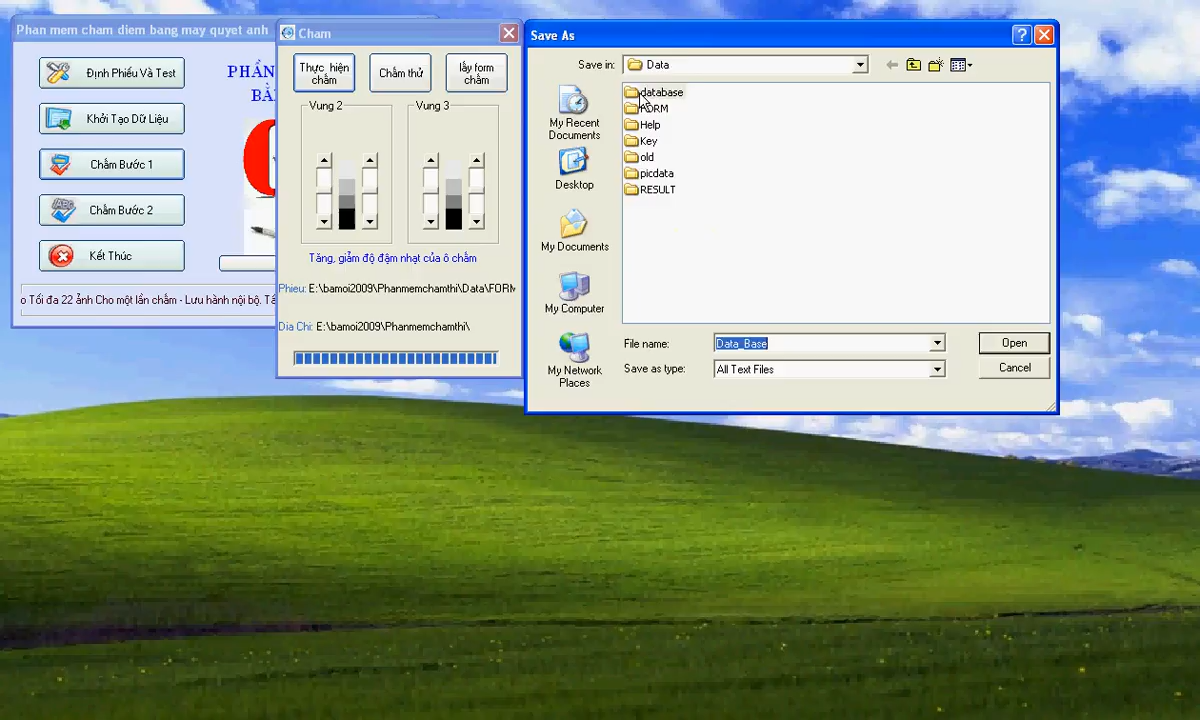 Phan mem cham diem bang may quyet anh
Định Phiếu Và Test
Khởi Tạo Dữ Liệu
Chấm Bước 1
Chấm Bước 2
Kết Thúc
PHẦN
BẰ
o Tối đa 22 ảnh Cho một lần chấm - Lưu hành nội bộ. Tá
Cham
Thực hiện
chấm
Chấm thử
lấy form
chấm
Vung 2
Vung 3
Tăng, giảm độ đậm nhạt của ô chấm
Phieu: E:\bamoi2009\Phanmemchamthi\Data\FORM
Dia Chi: E:\bamoi2009\Phanmemchamthi\
Save As
Save in:
Data
My Recent
Documents
Desktop
My Documents
My Computer
My Network
Places
database
FORM
Help
Key
old
picdata
RESULT
File name:
Data_Base
Open
Save as type:
All Text Files
Cancel